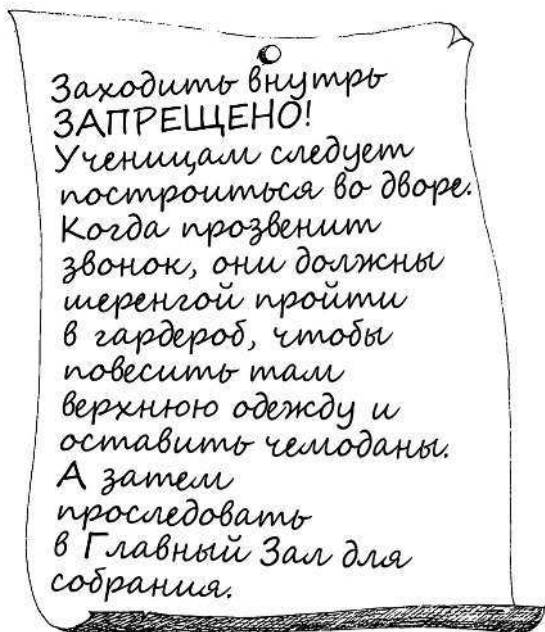 Заходить внутрь
ЗАПРЕЩЕНО!
Ученицам следует
построиться во дворе.
Когда прозвенит
звонок, они должны
шеренгой пройти
в гардероб, чтобы
повесить там
верхнюю одежду и
оставить чемоданы.
А затем
проследовать
в Главный Зал для
собрания.